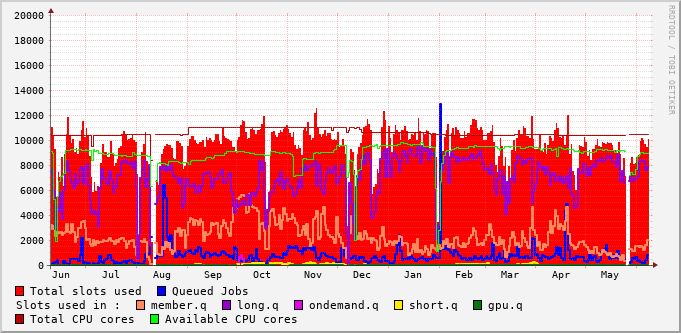 RRDTOOL / TOBI OETIKER
20000
18000
16000
14000
12000
10000
8000
6000
4000
2000
0
Jun Jul Aug Sep Oct Nov Dec Jan Feb Mar Apr May
Total slots used Queued Jobs
Slots used in : member.q long.q ondemand.q short.q gpu.q
Total CPU cores Available CPU cores